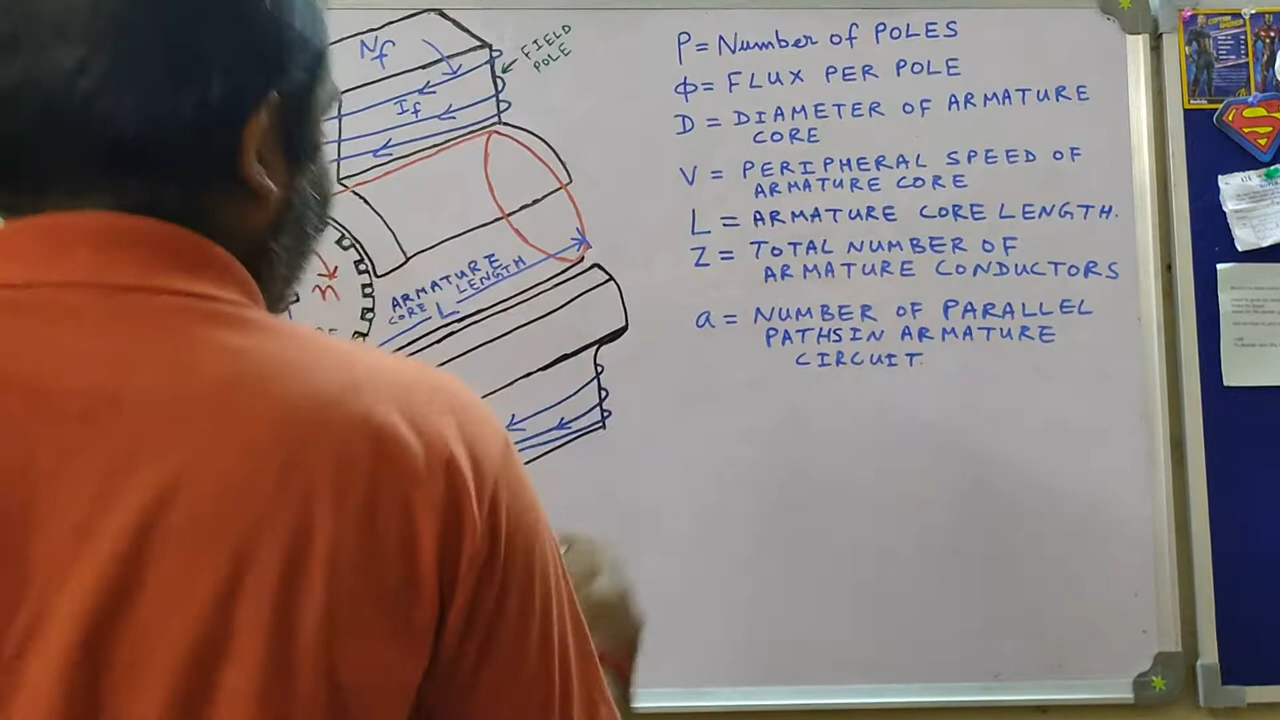 Nf
FIELD
POLE
If
ARMATURE
CORE LENGTH
L
n
P = Number of POLES
φ = FLUX PER POLE
D = DIAMETER OF ARMATURE
CORE
V = PERIPHERAL SPEED OF
ARMATURE CORE
L = ARMATURE CORE LENGTH.
Z = TOTAL NUMBER OF
ARMATURE CONDUCTORS
a = NUMBER OF PARALLEL
PATHS IN ARMATURE
CIRCUIT.